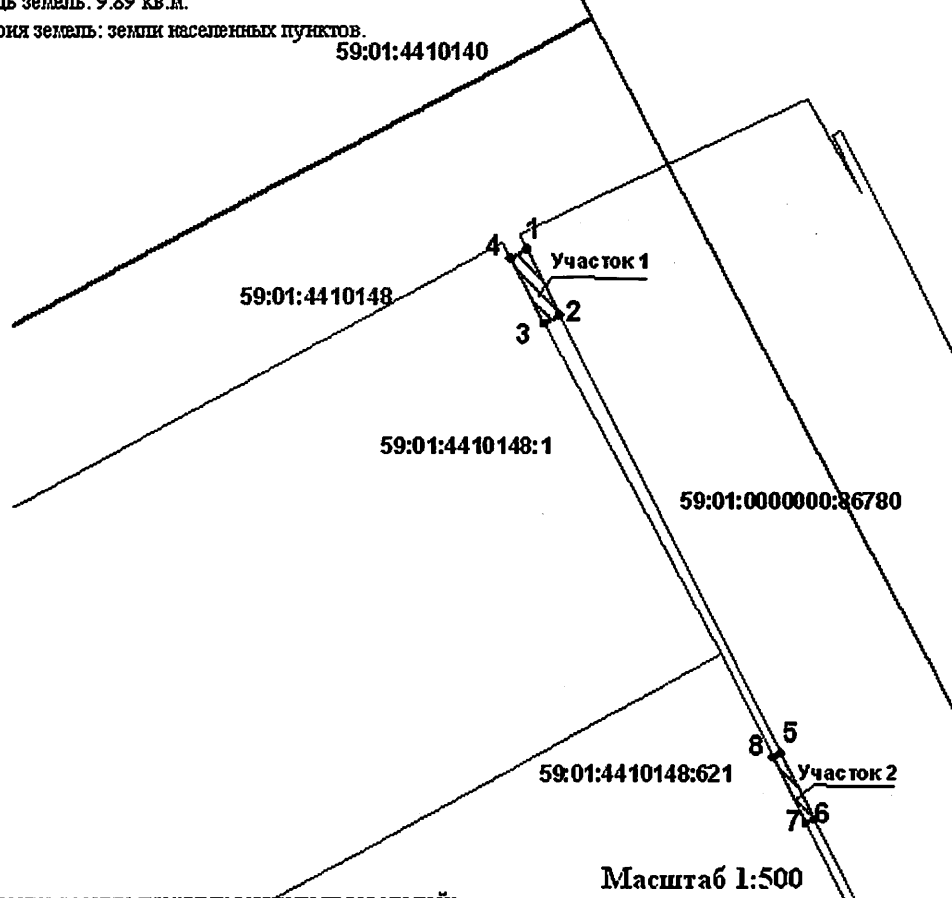 земель: 9.89 кв.м.
земель: земли населенных пунктов.
59:01:4410140
1
4
Участок 1
59:01:4410148
2
3
59:01:4410148:1
59:01:0000000:86780
5
8
59:01:4410148:621
Участок 2
6
7
Масштаб 1:500